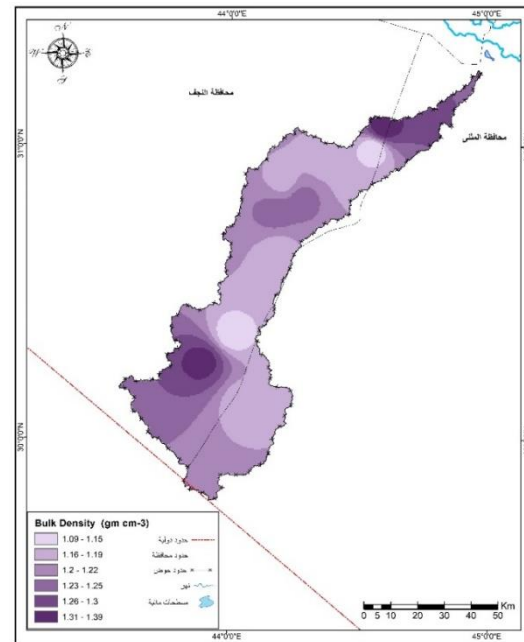 44°0'0"E
45°0'0"E
N
محافظة النجف
محافظة المثنى
31°0'0"N
30°0'0"N
Bulk Density (gm cm-3)
1.09 - 1.15
1.16 - 1.19
1.2 - 1.22
1.23 - 1.25
1.26 - 1.3
1.31 - 1.39
حدود دولية
حدود محافظة
حدود حوض
نهر
مسطحات مائية
0 5 10 20 30 40 50 Km
44°0'0"E
45°0'0"E